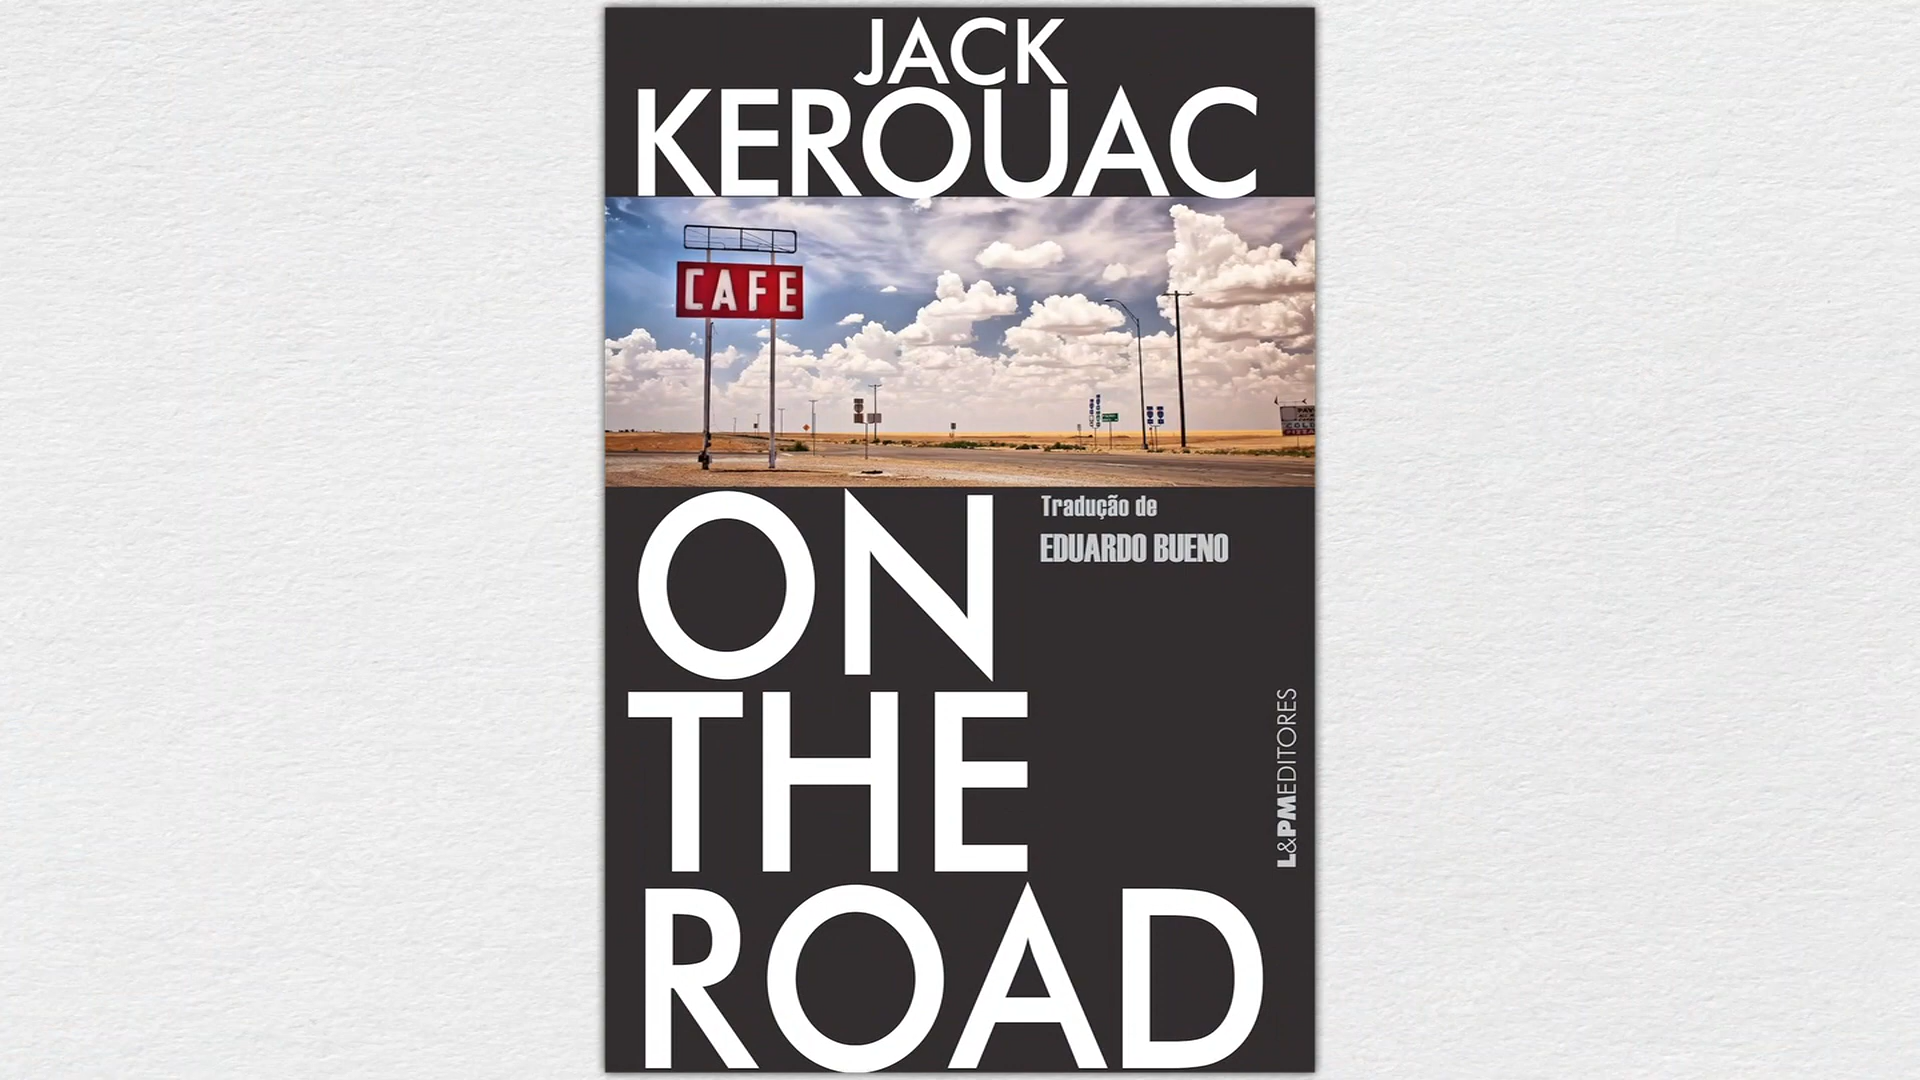 JACK
KEROUAC
CAFE
Tradução de
EDUARDO BUENO
ON
THE
ROAD
L&PMEDITORES